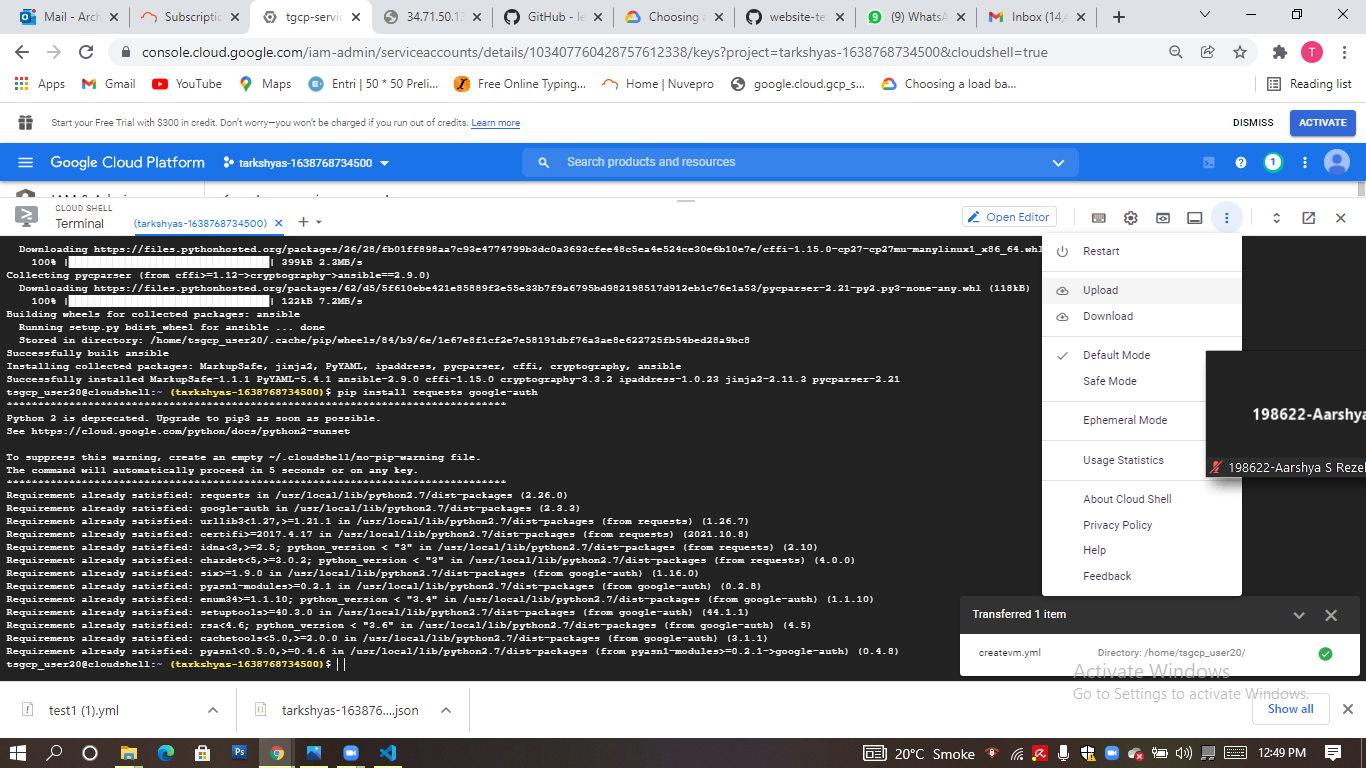 Mail - Arch
Subscriptic
tgcp-servic
34.71.50.13
GitHub - le
Choosing a
website-te
(9) WhatsA
Inbox (14,4
console.cloud.google.com/iam-admin/serviceaccounts/details/103407760428757612338/keys?project=tarkshyas-1638768734500&cloudshell=true
T
Apps
Gmail
YouTube
Maps
Entri | 50 * 50 Preli...
Free Online Typing...
Home | Nuvepro
google.cloud.gcp_s...
Choosing a load ba...
Reading list
Start your Free Trial with $300 in credit. Don't worry—you won't be charged if you run out of credits. Learn more
DISMISS
ACTIVATE
Google Cloud Platform
tarkshyas-1638768734500
Search products and resources
1
CLOUD SHELL
Terminal
(tarkshyas-1638768734500)
Open Editor
Downloading https://files.pythonhosted.org/packages/26/28/fb01ff898aa7c93e4774799b3dc0a3693cfee48c5ea4e524ce30e6b10e7e/cffi-1.15.0-cp27-cp27mu-manylinux1_x86_64.whl
100% |████████████████████████████████| 399kB 2.3MB/s
Collecting pycparser (from cffi>=1.12->cryptography->ansible==2.9.0)
Downloading https://files.pythonhosted.org/packages/62/d5/5f610ebe421e85889f2e55e33b7f9a6795bd982198517d912eb1c76e1a53/pycparser-2.21-py2.py3-none-any.whl (118kB)
100% |████████████████████████████████| 122kB 7.2MB/s
Building wheels for collected packages: ansible
Running setup.py bdist_wheel for ansible ... done
Stored in directory: /home/tsgcp_user20/.cache/pip/wheels/84/b9/6e/1e67e8f1cf2e7e58191dbf76a3ae8e622725fb54bed28a9bc8
Successfully built ansible
Installing collected packages: MarkupSafe, jinja2, PyYAML, ipaddress, pycparser, cffi, cryptography, ansible
Successfully installed MarkupSafe-1.1.1 PyYAML-5.4.1 ansible-2.9.0 cffi-1.15.0 cryptography-3.3.2 ipaddress-1.0.23 jinja2-2.11.3 pycparser-2.21
tsgcp_user20@cloudshell:~ (tarkshyas-1638768734500)$ pip install requests google-auth
********************************************************************************
Python 2 is deprecated. Upgrade to pip3 as soon as possible.
See https://cloud.google.com/python/docs/python2-sunset
To suppress this warning, create an empty ~/.cloudshell/no-pip-warning file.
The command will automatically proceed in 5 seconds or on any key.
********************************************************************************
Requirement already satisfied: requests in /usr/local/lib/python2.7/dist-packages (2.26.0)
Requirement already satisfied: google-auth in /usr/local/lib/python2.7/dist-packages (2.3.3)
Requirement already satisfied: urllib3<1.27,>=1.21.1 in /usr/local/lib/python2.7/dist-packages (from requests) (1.26.7)
Requirement already satisfied: certifi>=2017.4.17 in /usr/local/lib/python2.7/dist-packages (from requests) (2021.10.8)
Requirement already satisfied: idna<3,>=2.5; python_version < "3" in /usr/local/lib/python2.7/dist-packages (from requests) (2.10)
Requirement already satisfied: chardet<5,>=3.0.2; python_version < "3" in /usr/local/lib/python2.7/dist-packages (from requests) (4.0.0)
Requirement already satisfied: six>=1.9.0 in /usr/local/lib/python2.7/dist-packages (from google-auth) (1.16.0)
Requirement already satisfied: pyasn1-modules>=0.2.1 in /usr/local/lib/python2.7/dist-packages (from google-auth) (0.2.8)
Requirement already satisfied: enum34>=1.1.10; python_version < "3.4" in /usr/local/lib/python2.7/dist-packages (from google-auth) (1.1.10)
Requirement already satisfied: setuptools>=40.3.0 in /usr/local/lib/python2.7/dist-packages (from google-auth) (44.1.1)
Requirement already satisfied: rsa<4.6; python_version < "3.6" in /usr/local/lib/python2.7/dist-packages (from google-auth) (4.5)
Requirement already satisfied: cachetools<5.0,>=2.0.0 in /usr/local/lib/python2.7/dist-packages (from google-auth) (3.1.1)
Requirement already satisfied: pyasn1<0.5.0,>=0.4.6 in /usr/local/lib/python2.7/dist-packages (from pyasn1-modules>=0.2.1->google-auth) (0.4.8)
tsgcp_user20@cloudshell:~ (tarkshyas-1638768734500)$
Restart
Upload
Download
Default Mode
Safe Mode
Ephemeral Mode
Usage Statistics
About Cloud Shell
Privacy Policy
Help
Feedback
198622-Aarshya
198622-Aarshya S Rezel
Transferred 1 item
createvm.yml
Directory: /home/tsgcp_user20/
Activate Windows
Go to Settings to activate Windows.
test1 (1).yml
tarkshyas-163876....json
Show all
20°C Smoke
12:49 PM